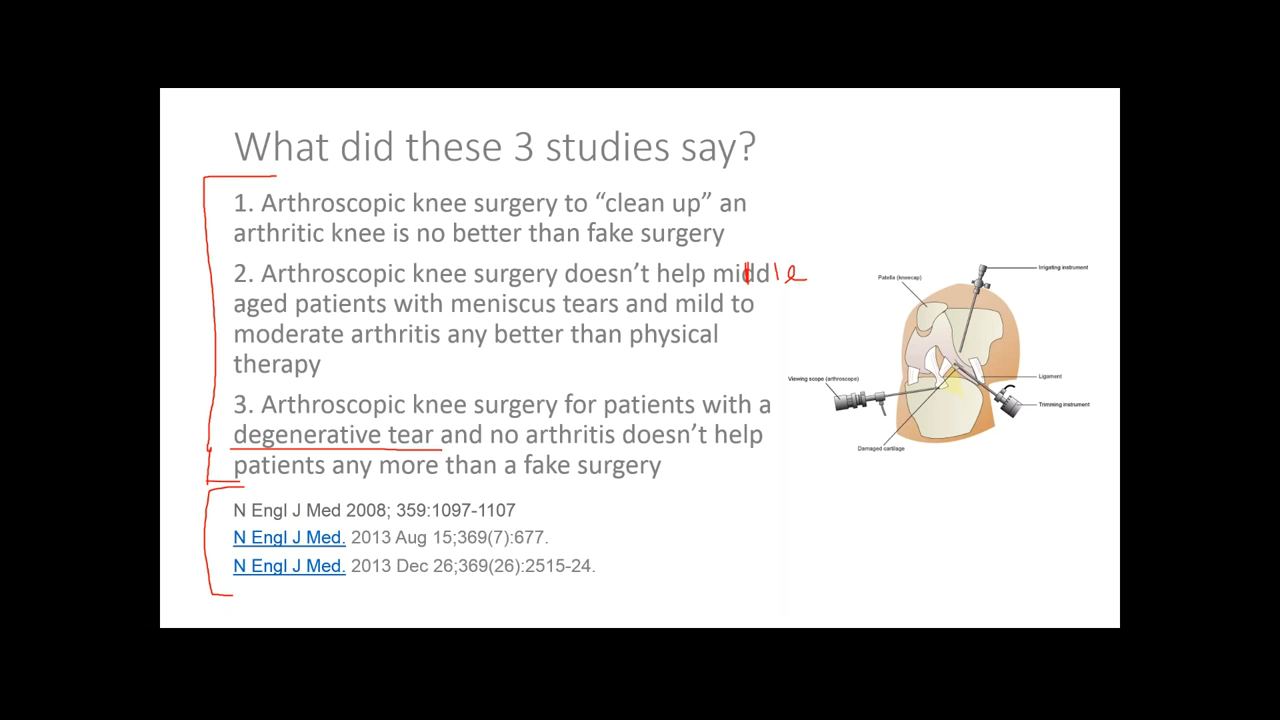 What did these 3 studies say?
1. Arthroscopic knee surgery to “clean up” an
arthritic knee is no better than fake surgery
2. Arthroscopic knee surgery doesn’t help midd le
aged patients with meniscus tears and mild to
moderate arthritis any better than physical
therapy
3. Arthroscopic knee surgery for patients with a
degenerative tear and no arthritis doesn’t help
patients any more than a fake surgery
N Engl J Med 2008; 359:1097-1107
N Engl J Med. 2013 Aug 15;369(7):677.
N Engl J Med. 2013 Dec 26;369(26):2515-24.
Irrigating instrument
Patella (kneecap)
Ligament
Viewing scope (arthroscope)
Trimming instrument
Damaged cartilage